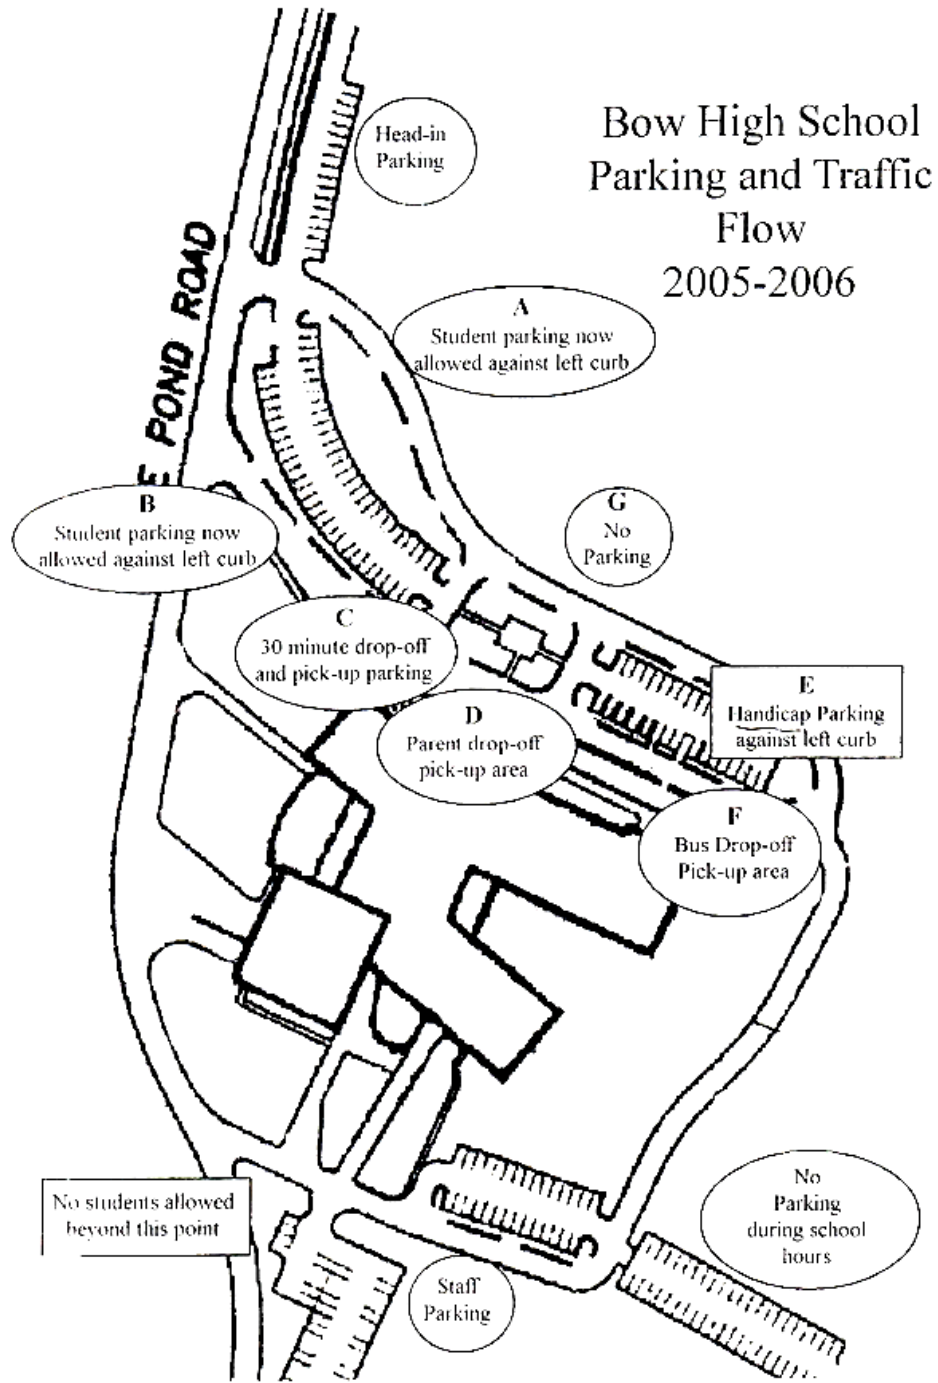 Bow High School
Parking and Traffic
Flow
2005-2006
Head-in
Parking
POND ROAD
A
Student parking now
allowed against left curb
B
Student parking now
allowed against left curb
G
No
Parking
C
30 minute drop-off
and pick-up parking
D
Parent drop-off
pick-up area
E
Handicap Parking
against left curb
F
Bus Drop-off
Pick-up area
No students allowed
beyond this point
No
Parking
during school
hours
Staff
Parking